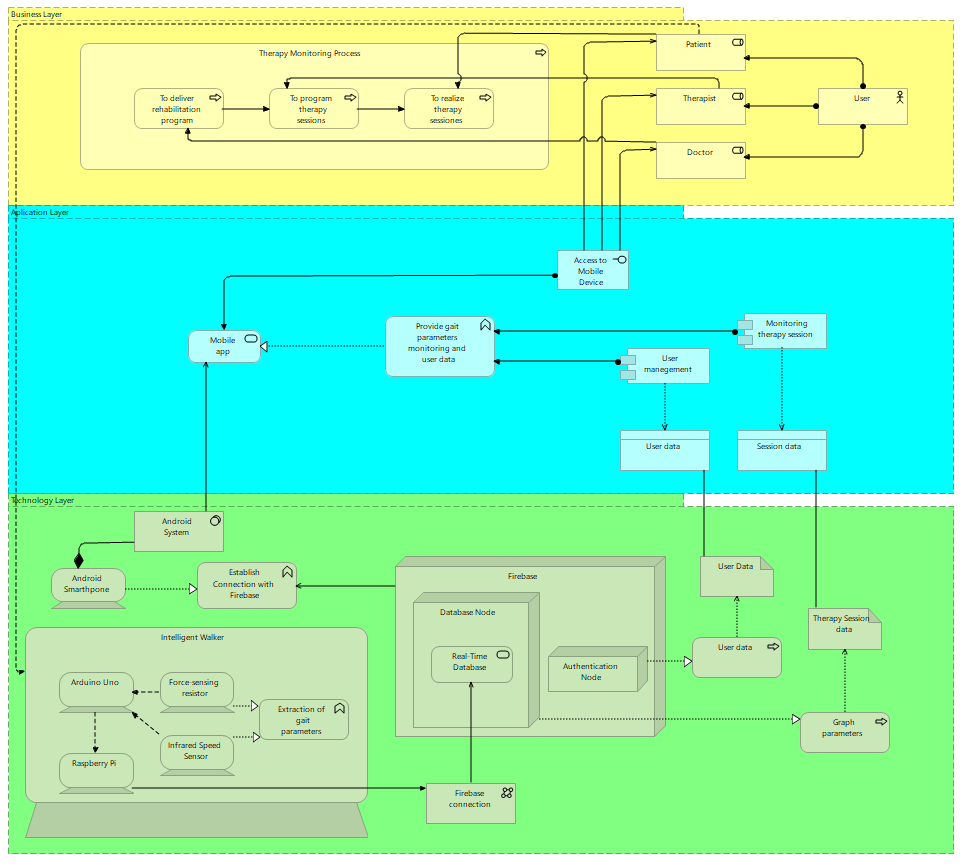 Business Layer
Therapy Monitoring Process
To deliver
rehabilitation
program
To program
therapy
sessions
To realize
therapy
sessiones
Patient
Therapist
Doctor
User
Aplication Layer
Access to
Mobile
Device
Mobile
app
Provide gait
parameters
monitoring and
user data
Monitoring
therapy session
User
manegement
User data
Session data
Technology Layer
Android
System
Android
Smarthpone
Establish
Connection with
Firebase
Firebase
Database Node
Real-Time
Database
Authentication
Node
User Data
Therapy Session
data
User data
Graph
parameters
Intelligent Walker
Arduino Uno
Force-sensing
resistor
Extraction of
gait
parameters
Infrared Speed
Sensor
Raspberry Pi
Firebase
connection